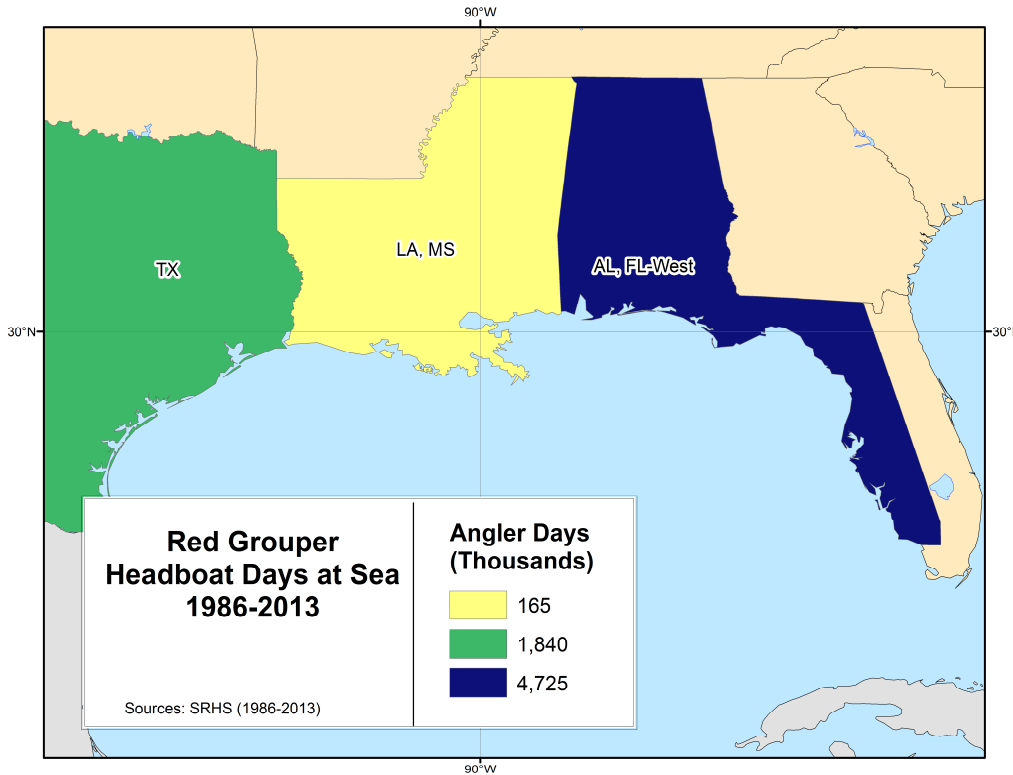 90°W
TX
LA, MS
AL, FL-West
30°N
30°
Red Grouper
Headboat Days at Sea
1986-2013
Sources: SRHS (1986-2013)
Angler Days
(Thousands)
165
1,840
4,725
90°W